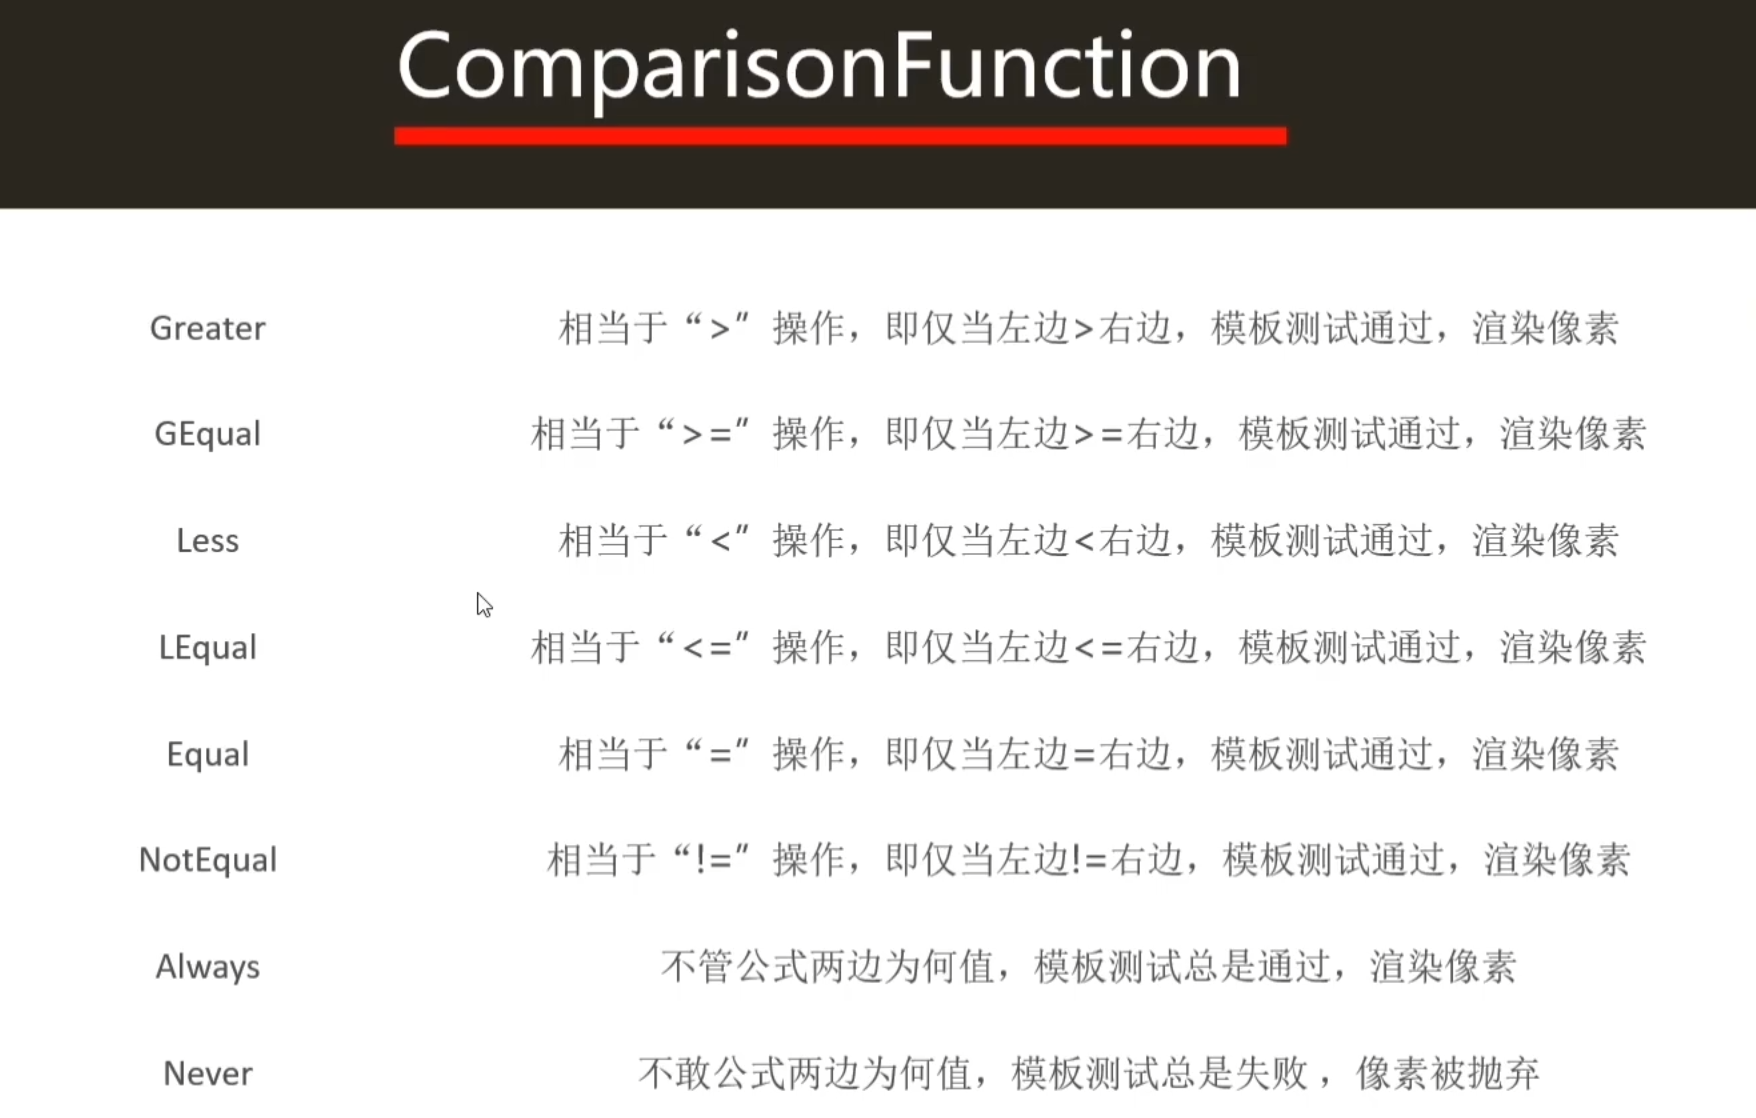 ComparisonFunction
Greater 相当于“>”操作，即仅当左边>右边，模板测试通过，渲染像素
GEqual 相当于“>=”操作，即仅当左边>=右边，模板测试通过，渲染像素
Less 相当于“<”操作，即仅当左边<右边，模板测试通过，渲染像素
LEqual 相当于“<=”操作，即仅当左边<=右边，模板测试通过，渲染像素
Equal 相当于“=”操作，即仅当左边=右边，模板测试通过，渲染像素
NotEqual 相当于“!=”操作，即仅当左边!=右边，模板测试通过，渲染像素
Always 不管公式两边为何值，模板测试总是通过，渲染像素
Never 不敢公式两边为何值，模板测试总是失败，像素被抛弃